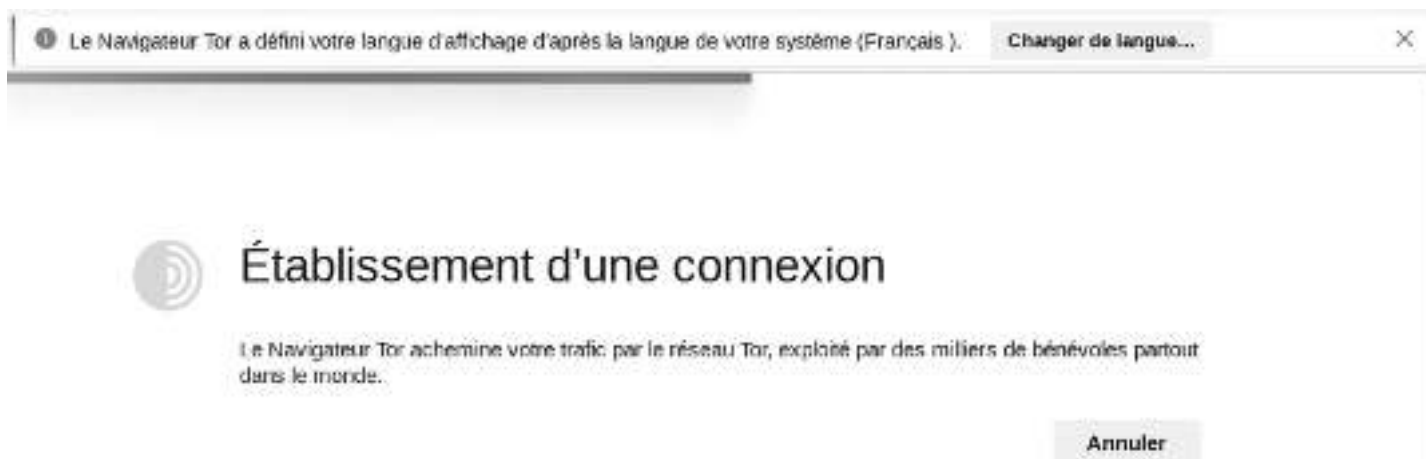 Le Navigateur Tor a défini votre langue d'affichage d'après la langue de votre système (Français ).
Changer de langue...
Établissement d'une connexion
Le Navigateur Tor achemine votre trafic par le réseau Tor, exploité par des milliers de bénévoles partout
dans le monde.
Annuler